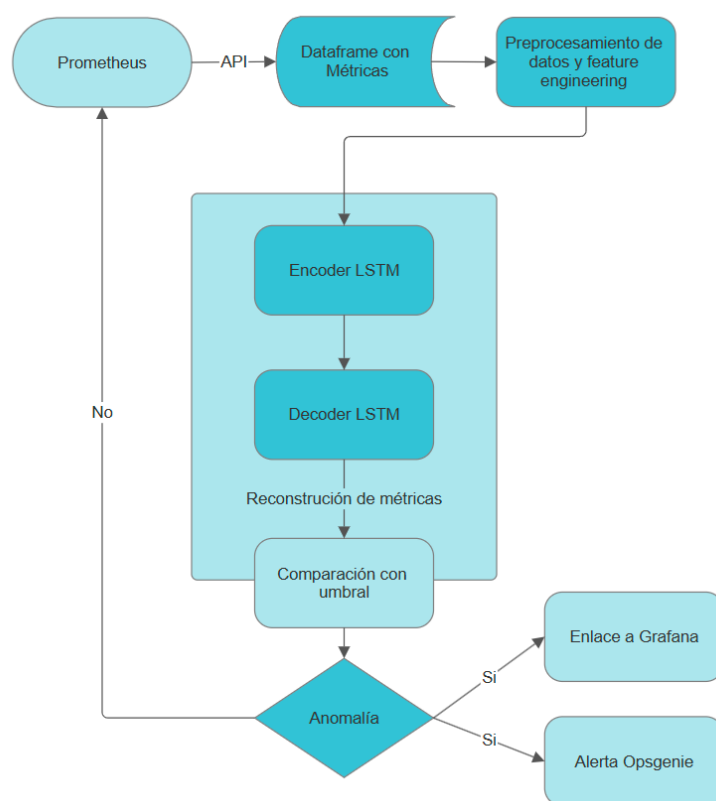 Prometheus
API
Dataframe con
Métricas
Preprocesamiento de
datos y feature
engineering
Encoder LSTM
Decoder LSTM
No
Reconstrución de métricas
Comparación con
umbral
Anomalía
Si
Enlace a Grafana
Si
Alerta Opsgenie